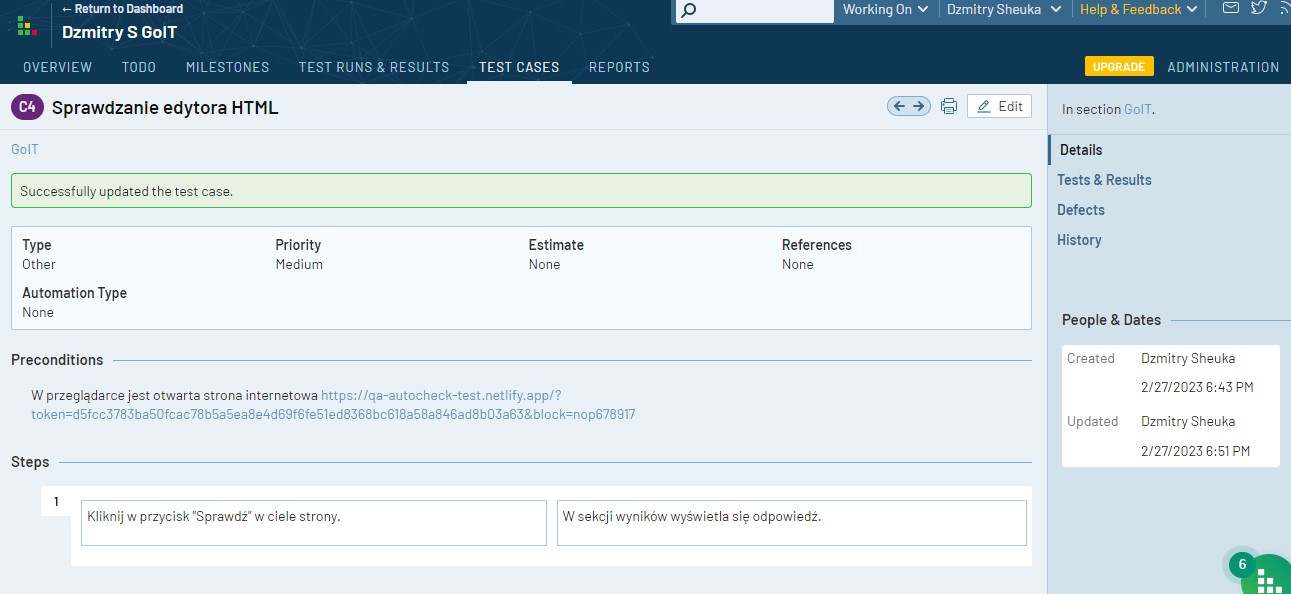 ← Return to Dashboard
Dzmitry S GoIT
Working On
Dzmitry Sheuka
Help & Feedback
OVERVIEW
TODO
MILESTONES
TEST RUNS & RESULTS
TEST CASES
REPORTS
UPGRADE
ADMINISTRATION
C4
Sprawdzanie edytora HTML
Edit
GoIT
Successfully updated the test case.
Type
Priority
Estimate
References
Other
Medium
None
None
Automation Type
None
Preconditions
W przeglądarce jest otwarta strona internetowa https://qa-autocheck-test.netlify.app/?
token=d5fcc3783ba50fcac78b5a5ea8e4d69f6fe51ed8368bc618a58a846ad8b03a63&block=nop678917
Steps
1
Kliknij w przycisk "Sprawdź" w ciele strony.
W sekcji wyników wyświetla się odpowiedź.
In section GoIT.
Details
Tests & Results
Defects
History
People & Dates
Created
Dzmitry Sheuka
2/27/2023 6:43 PM
Updated
Dzmitry Sheuka
2/27/2023 6:51 PM
6